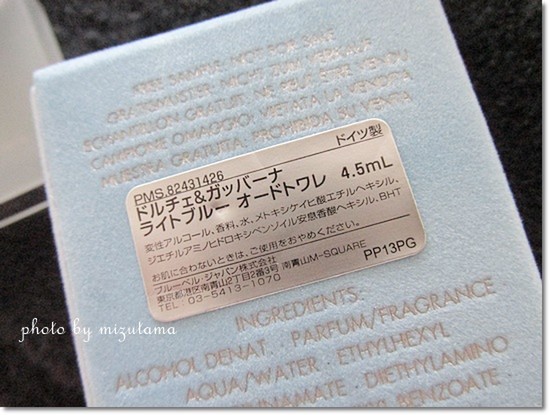 FREE SAMPLE. NOT FOR SALE
GRATISMUSTER. NICHT ZUM VERKAUF
ECHANTILLON GRATUIT. NE PEUT ÊTRE VENDU
CAMPIONE OMAGGIO. VIETATA LA VENDITA
MUESTRA GRATUITA. PROHIBIDA SU VENTA
PMS.82431426 ドイツ製
ドルチェ&ガッバーナ
ライトブルー オードトワレ 4.5mL
変性アルコール、香料、水、メトキシケイヒ酸エチルヘキシル、
ジエチルアミノヒドロキシベンゾイル安息香酸ヘキシル、BHT
お肌に合わないときは、ご使用をおやめください。
ブルーベル・ジャパン株式会社
東京都港区南青山2丁目2番3号 南青山M-SQUARE
TEL 03-5413-1070 PP13PG
INGREDIENTS:
ALCOHOL DENAT · PARFUM/FRAGRANCE
AQUA/WATER · ETHYLHEXYL
NNAMATE · DIETHYLAMINO
YL BENZOATE
photo by mizutama